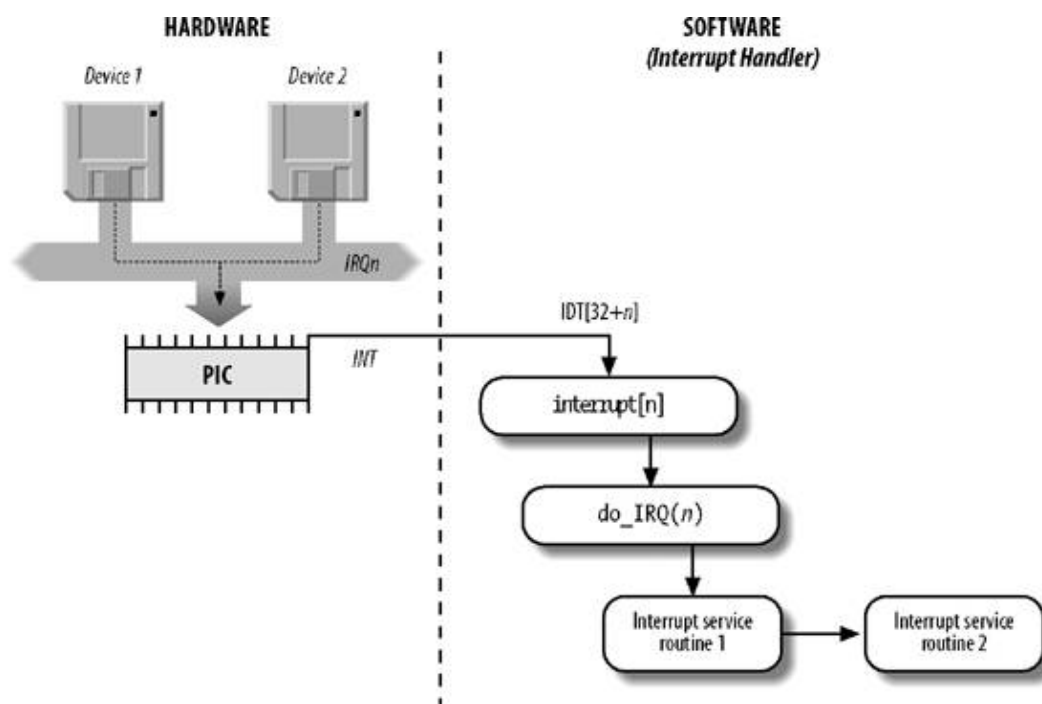 HARDWARE
SOFTWARE
(Interrupt Handler)
Device 1
Device 2
IRQn
IDT[32+n]
INT
PIC
interrupt[n]
do_IRQ(n)
Interrupt service
routine 1
Interrupt service
routine 2